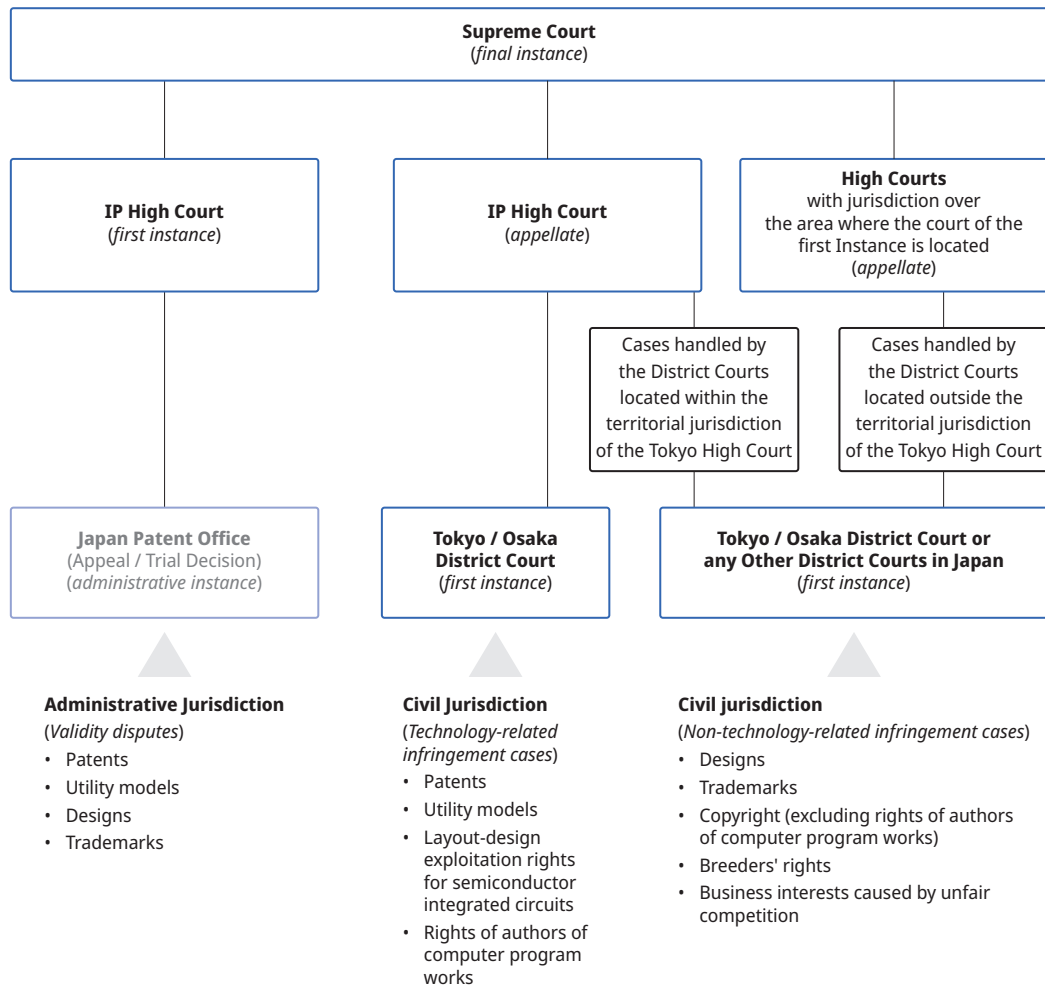 Supreme Court
(final instance)
IP High Court
(first instance)
IP High Court
(appellate)
High Courts
with jurisdiction over
the area where the court of the
first Instance is located
(appellate)
Cases handled by
the District Courts
located within the
territorial jurisdiction
of the Tokyo High Court
Cases handled by
the District Courts
located outside the
territorial jurisdiction
of the Tokyo High Court
Japan Patent Office
(Appeal / Trial Decision)
(administrative instance)
Tokyo / Osaka
District Court
(first instance)
Tokyo / Osaka District Court or
any Other District Courts in Japan
(first instance)
Administrative Jurisdiction
(Validity disputes)
• Patents
• Utility models
• Designs
• Trademarks
Civil Jurisdiction
(Technology-related
infringement cases)
• Patents
• Utility models
• Layout-design
exploitation rights
for semiconductor
integrated circuits
• Rights of authors of
computer program
works
Civil jurisdiction
(Non-technology-related infringement cases)
• Designs
• Trademarks
• Copyright (excluding rights of authors
of computer program works)
• Breeders' rights
• Business interests caused by unfair
competition